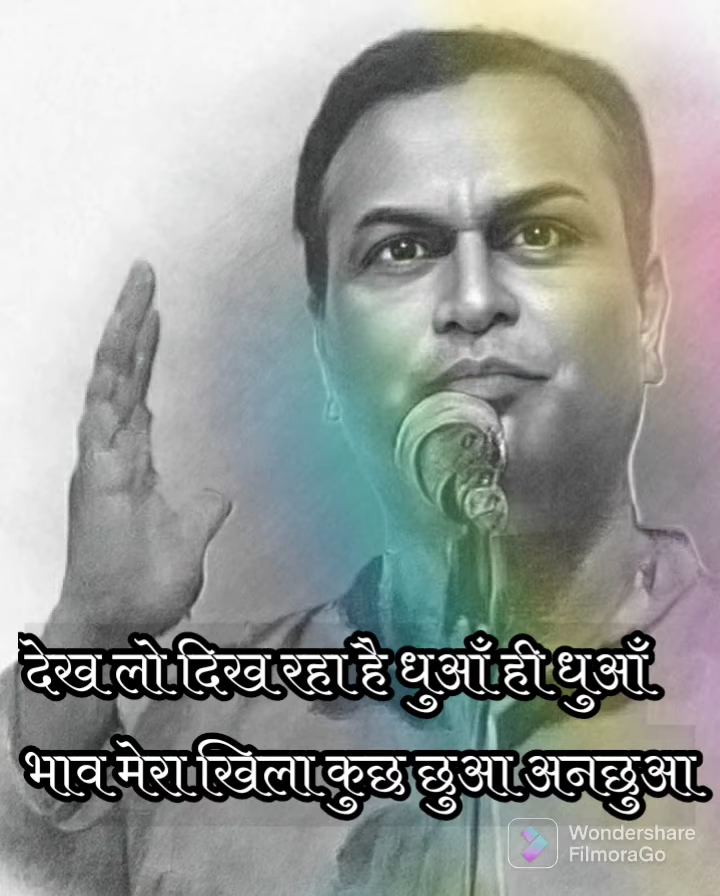 देख लो दिख रहा है धुआँ ही धुआँ
भाव मेरा खिला कुछ छुआ अनछुआ
Wondershare
FilmoraGo